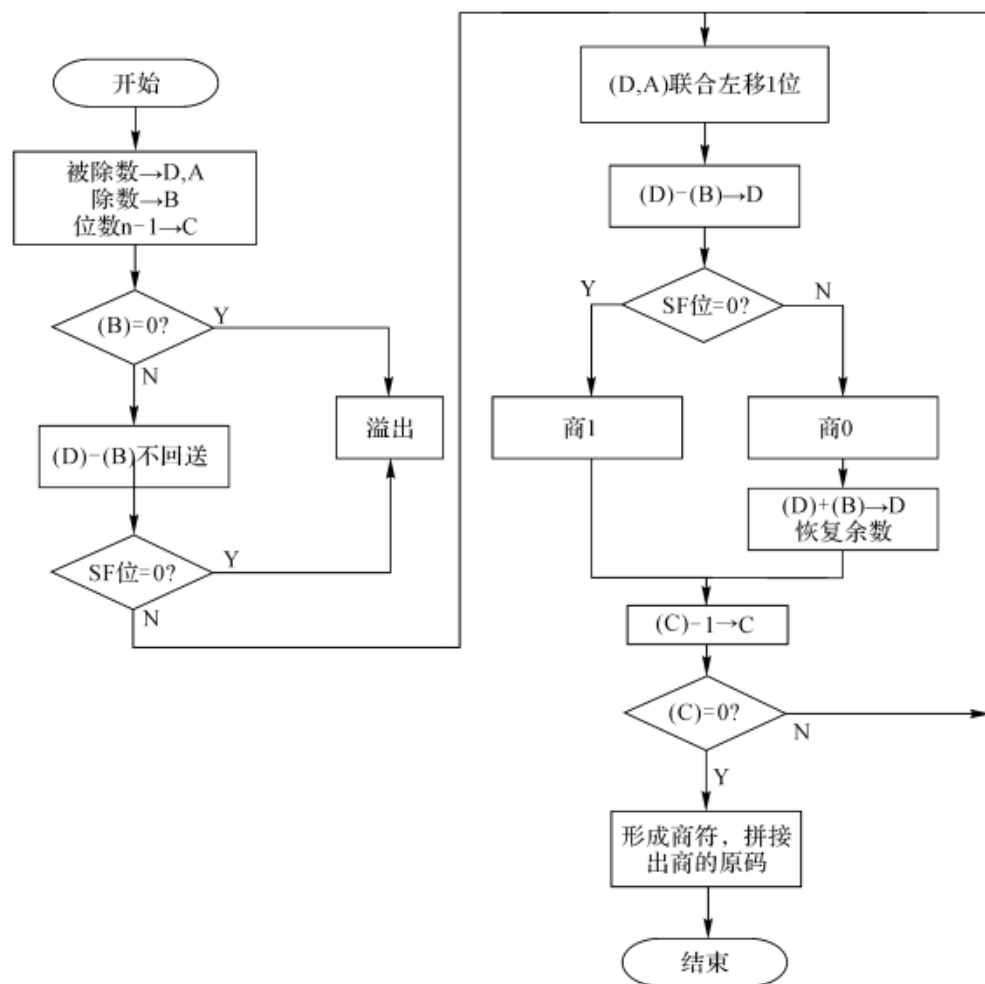 开始
被除数→D,A
除数→B
位数n-1→C
(B)=0?
Y
N
(D)-(B)不回送
溢出
SF位=0?
Y
N
(D,A)联合左移1位
(D)-(B)→D
SF位=0?
Y
N
商1
商0
(D)+(B)→D
恢复余数
(C)-1→C
(C)=0?
N
Y
形成商符，拼接
出商的原码
结束